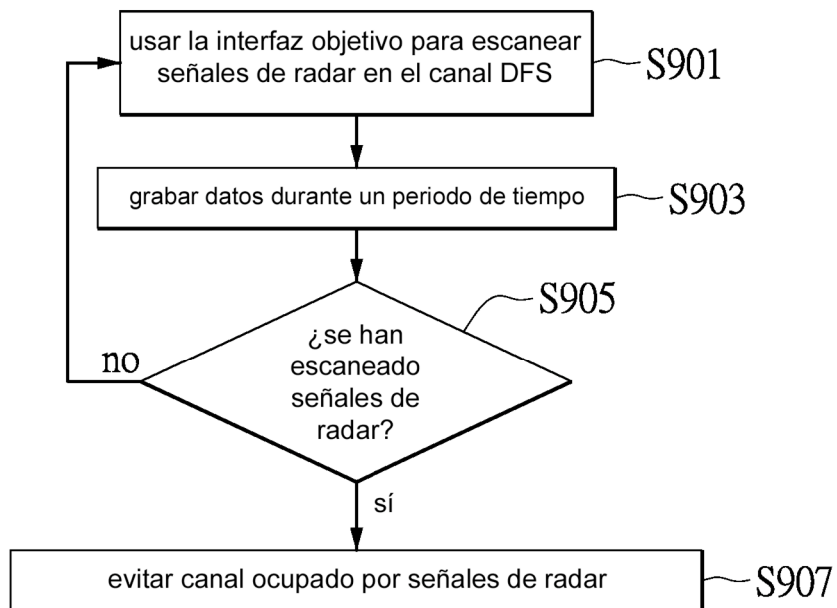 usar la interfaz objetivo para escanear
señales de radar en el canal DFS
S901
grabar datos durante un periodo de tiempo
S903
S905
¿se han
escaneado
señales de
radar?
no
sí
evitar canal ocupado por señales de radar
S907